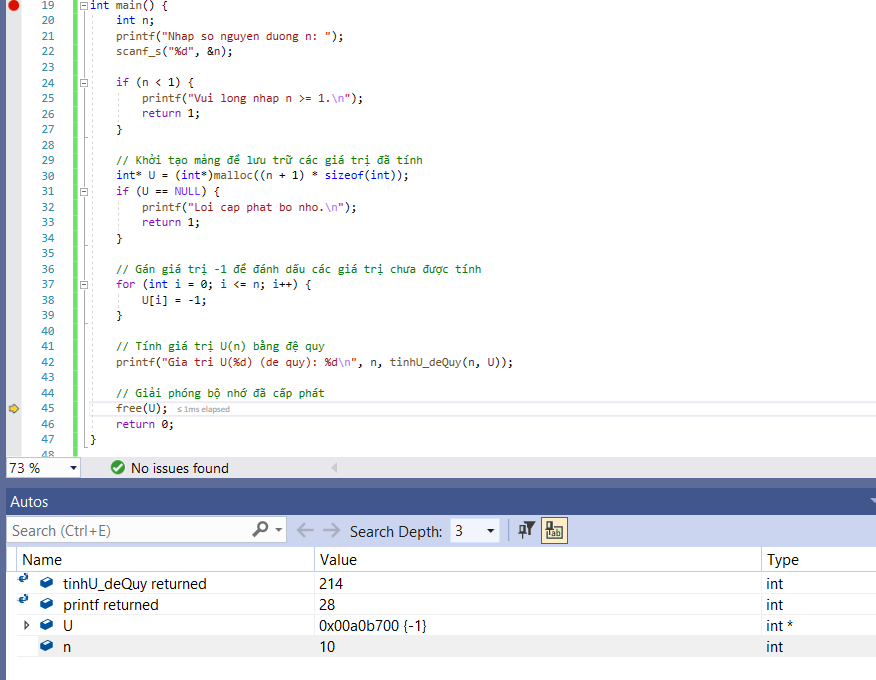 19 int main() {
20 int n;
21 printf("Nhap so nguyen duong n: ");
22 scanf_s("%d", &n);
23
24 if (n < 1) {
25 printf("Vui long nhap n >= 1.\n");
26 return 1;
27 }
28
29 // Khởi tạo mảng để lưu trữ các giá trị đã tính
30 int* U = (int*)malloc((n + 1) * sizeof(int));
31 if (U == NULL) {
32 printf("Loi cap phat bo nho.\n");
33 return 1;
34 }
35
36 // Gán giá trị -1 để đánh dấu các giá trị chưa được tính
37 for (int i = 0; i <= n; i++) {
38 U[i] = -1;
39 }
40
41 // Tính giá trị U(n) bằng đệ quy
42 printf("Gia tri U(%d) (de quy): %d\n", n, tinhU_deQuy(n, U));
43
44 // Giải phóng bộ nhớ đã cấp phát
45 free(U); ≤ 1ms elapsed
46 return 0;
47 }
48
73 % No issues found
Autos
Search (Ctrl+E) Search Depth: 3
Name Value Type
tinhU_deQuy returned 214 int
printf returned 28 int
U 0x00a0b700 {-1} int *
n 10 int